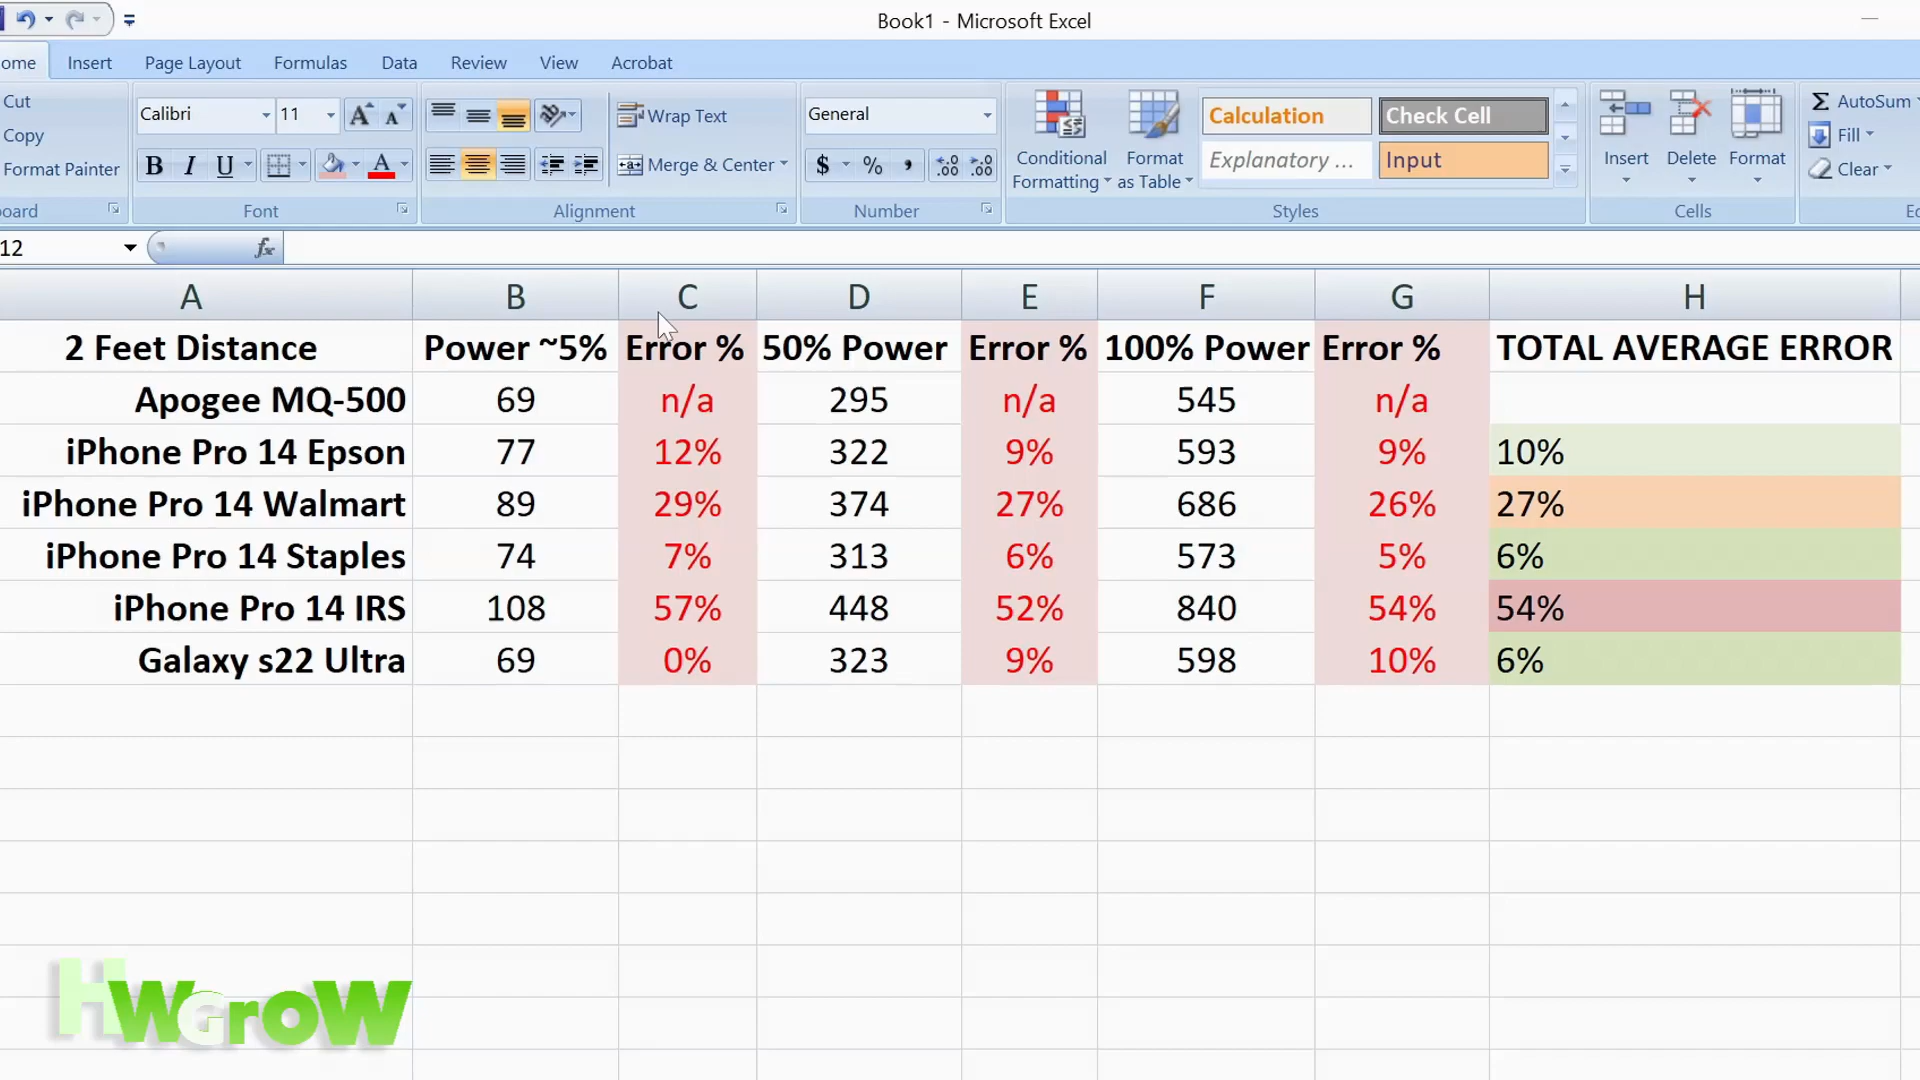 Book1 - Microsoft Excel
ome Insert Page Layout Formulas Data Review View Acrobat
Cut
Copy
Format Painter
oard
Calibri 11
B I U
Font
Wrap Text
Merge & Center
Alignment
General
$ % ,
Number
Conditional Formatting
Format as Table
Calculation
Check Cell
Explanatory ...
Input
Styles
Insert Delete Format
Cells
Σ AutoSum
Fill
Clear
Ec
12 fx
A B C D E F G H
2 Feet Distance Power ~5% Error % 50% Power Error % 100% Power Error % TOTAL AVERAGE ERROR
Apogee MQ-500 69 n/a 295 n/a 545 n/a
iPhone Pro 14 Epson 77 12% 322 9% 593 9% 10%
iPhone Pro 14 Walmart 89 29% 374 27% 686 26% 27%
iPhone Pro 14 Staples 74 7% 313 6% 573 5% 6%
iPhone Pro 14 IRS 108 57% 448 52% 840 54% 54%
Galaxy s22 Ultra 69 0% 323 9% 598 10% 6%
HWGroW